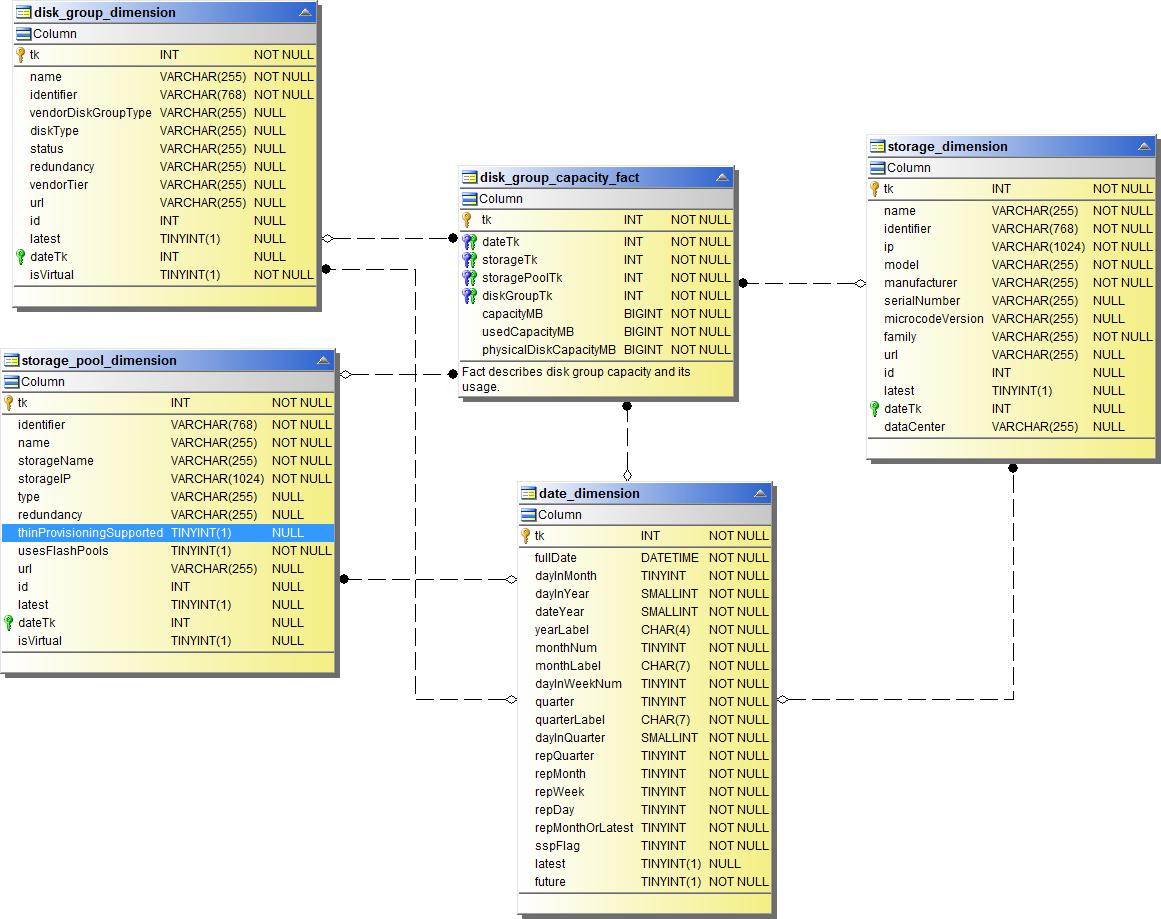 disk_group_dimension
Column
tk INT NOT NULL
name VARCHAR(255) NOT NULL
identifier VARCHAR(768) NOT NULL
vendorDiskGroupType VARCHAR(255) NULL
diskType VARCHAR(255) NULL
status VARCHAR(255) NULL
redundancy VARCHAR(255) NULL
vendorTier VARCHAR(255) NULL
url VARCHAR(255) NULL
id INT NULL
latest TINYINT(1) NULL
dateTk INT NULL
isVirtual TINYINT(1) NOT NULL
storage_pool_dimension
Column
tk INT NOT NULL
identifier VARCHAR(768) NOT NULL
name VARCHAR(255) NOT NULL
storageName VARCHAR(255) NOT NULL
storageIP VARCHAR(1024) NOT NULL
type VARCHAR(255) NULL
redundancy VARCHAR(255) NULL
thinProvisioningSupported TINYINT(1) NULL
usesFlashPools TINYINT(1) NOT NULL
url VARCHAR(255) NULL
id INT NULL
latest TINYINT(1) NULL
dateTk INT NULL
isVirtual TINYINT(1) NULL
disk_group_capacity_fact
Column
tk INT NOT NULL
dateTk INT NOT NULL
storageTk INT NOT NULL
storagePoolTk INT NOT NULL
diskGroupTk INT NOT NULL
capacityMB BIGINT NOT NULL
usedCapacityMB BIGINT NOT NULL
physicalDiskCapacityMB BIGINT NOT NULL
Fact describes disk group capacity and its
usage.
date_dimension
Column
tk INT NOT NULL
fullDate DATETIME NOT NULL
dayInMonth TINYINT NOT NULL
dayInYear SMALLINT NOT NULL
dateYear SMALLINT NOT NULL
yearLabel CHAR(4) NOT NULL
monthNum TINYINT NOT NULL
monthLabel CHAR(7) NOT NULL
dayInWeekNum TINYINT NOT NULL
quarter TINYINT NOT NULL
quarterLabel CHAR(7) NOT NULL
dayInQuarter SMALLINT NOT NULL
repQuarter TINYINT NOT NULL
repMonth TINYINT NOT NULL
repWeek TINYINT NOT NULL
repDay TINYINT NOT NULL
repMonthOrLatest TINYINT NOT NULL
sspFlag TINYINT NOT NULL
latest TINYINT(1) NULL
future TINYINT(1) NOT NULL
storage_dimension
Column
tk INT NOT NULL
name VARCHAR(255) NOT NULL
identifier VARCHAR(768) NOT NULL
ip VARCHAR(1024) NOT NULL
model VARCHAR(255) NOT NULL
manufacturer VARCHAR(255) NOT NULL
serialNumber VARCHAR(255) NULL
microcodeVersion VARCHAR(255) NULL
family VARCHAR(255) NOT NULL
url VARCHAR(255) NULL
id INT NULL
latest TINYINT(1) NULL
dateTk INT NULL
dataCenter VARCHAR(255) NULL